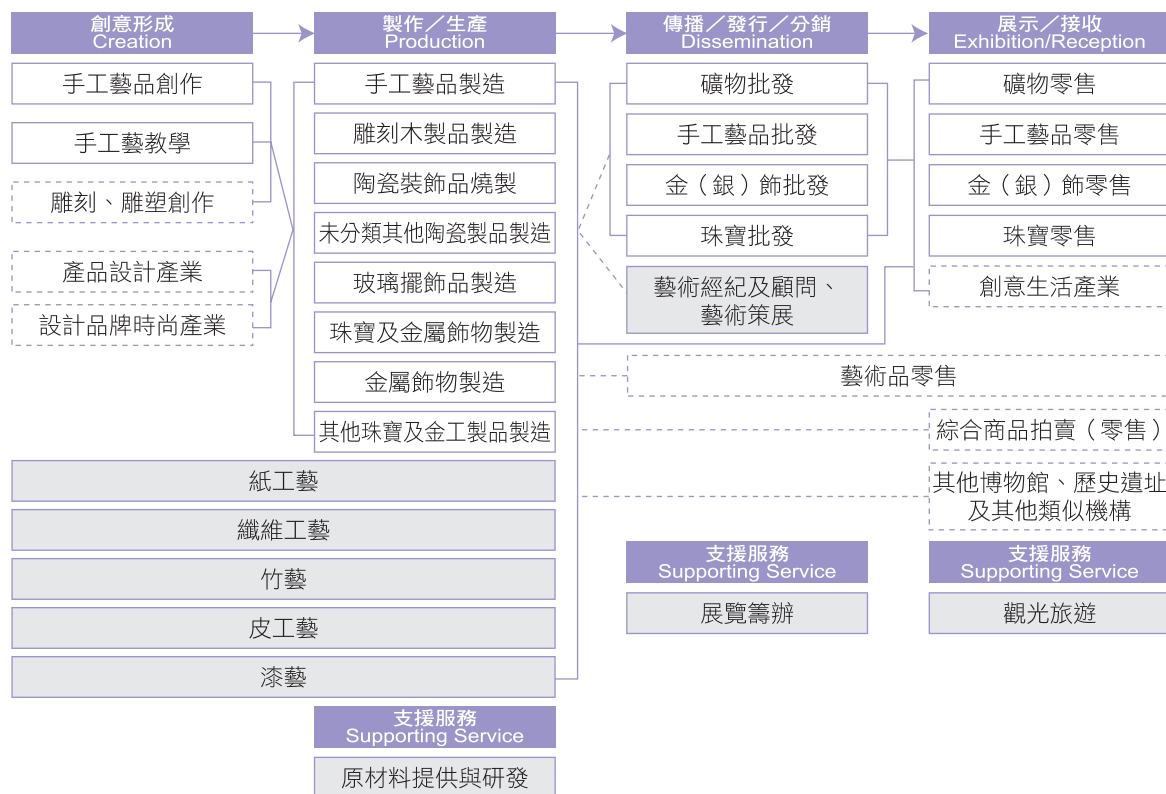 創意形成
Creation
製作／生產
Production
傳播／發行／分銷
Dissemination
展示／接收
Exhibition/Reception
手工藝品創作
手工藝教學
雕刻、雕塑創作
產品設計產業
設計品牌時尚產業
手工藝品製造
雕刻木製品製造
陶瓷裝飾品燒製
未分類其他陶瓷製品製造
玻璃擺飾品製造
珠寶及金屬飾物製造
金屬飾物製造
其他珠寶及金工製品製造
礦物批發
手工藝品批發
金（銀）飾批發
珠寶批發
藝術經紀及顧問、
藝術策展
礦物零售
手工藝品零售
金（銀）飾零售
珠寶零售
創意生活產業
藝術品零售
綜合商品拍賣（零售）
其他博物館、歷史遺址
及其他類似機構
紙工藝
纖維工藝
竹藝
皮工藝
漆藝
支援服務
Supporting Service
原材料提供與研發
支援服務
Supporting Service
展覽籌辦
支援服務
Supporting Service
觀光旅遊